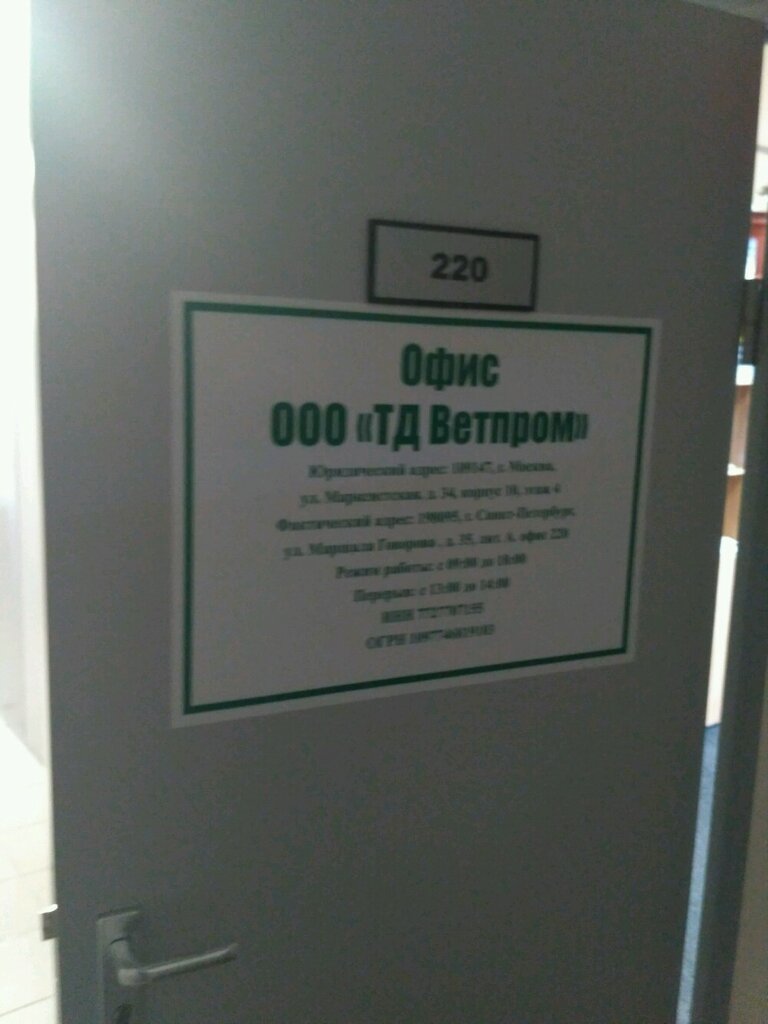 220
Офис
ООО «ТД Ветпром»
Юридический адрес: 109147, г. Москва,
ул. Марксистская, д. 34, корпус 10, этаж 4
Фактический адрес: 198095, г. Санкт-Петербург,
ул. Маршала Говорова , д. 35, лит. А, офис 220
Режим работы: с 09:00 до 18:00
Перерыв: с 13:00 до 14:00
ИНН
ОГРН